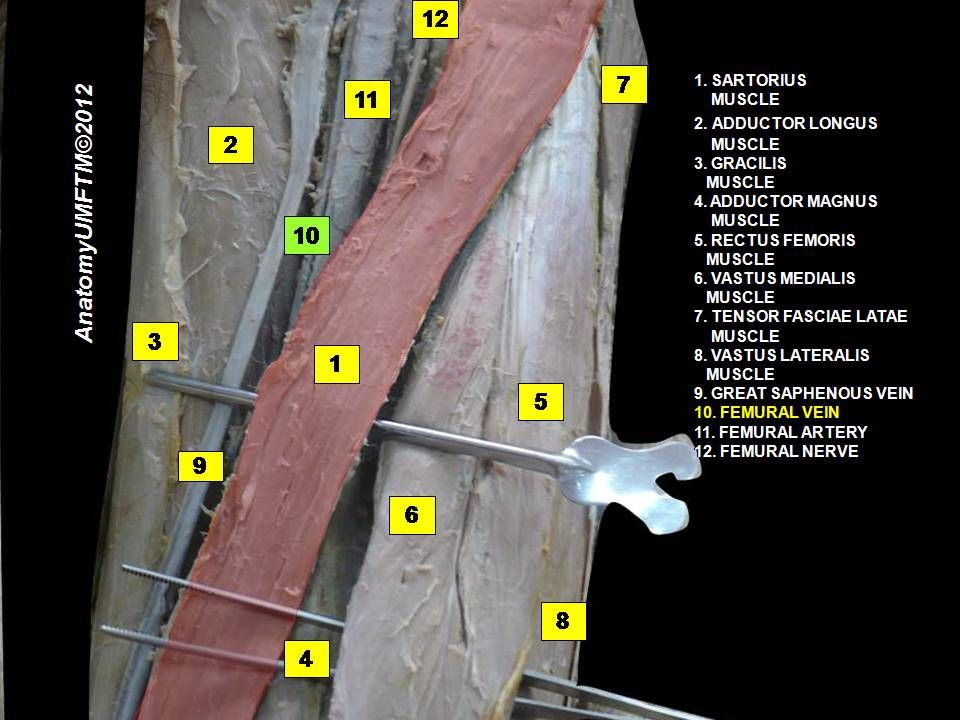 12
7
11
2
10
3
1
5
9
6
8
4
AnatomyUMFTM©2012
1. SARTORIUS
MUSCLE
2. ADDUCTOR LONGUS
MUSCLE
3. GRACILIS
MUSCLE
4. ADDUCTOR MAGNUS
MUSCLE
5. RECTUS FEMORIS
MUSCLE
6. VASTUS MEDIALIS
MUSCLE
7. TENSOR FASCIAE LATAE
MUSCLE
8. VASTUS LATERALIS
MUSCLE
9. GREAT SAPHENOUS VEIN
10. FEMURAL VEIN
11. FEMURAL ARTERY
12. FEMURAL NERVE